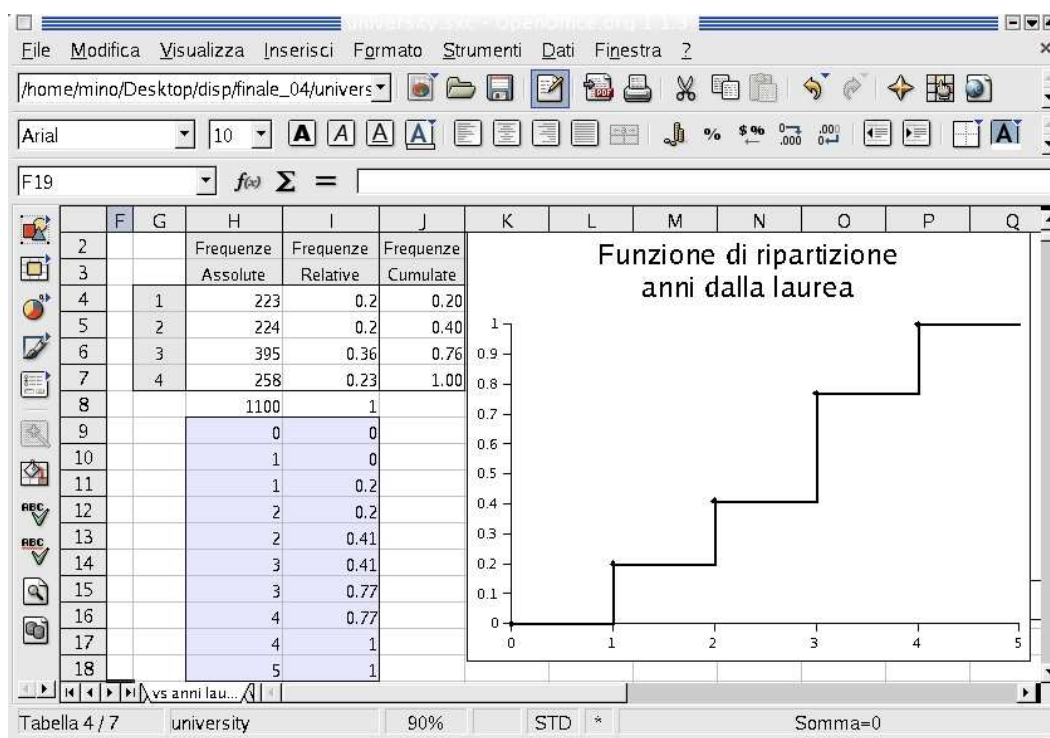 university.sxc - OpenOffice.org 1.1.3
File Modifica Visualizza Inserisci Formato Strumenti Dati Finestra ?
/home/mino/Desktop/disp/finale_04/univers
Arial 10
F19 f(x) Σ =
F G H I J K L M N O P Q
2 Frequenze Frequenze Frequenze
3 Assolute Relative Cumulate
4 1 223 0.2 0.20
5 2 224 0.2 0.40
6 3 395 0.36 0.76
7 4 258 0.23 1.00
8 1100 1
9 0 0
10 1 0
11 1 0.2
12 2 0.2
13 2 0.41
14 3 0.41
15 3 0.77
16 4 0.77
17 4 1
18 5 1
Funzione di ripartizione
anni dalla laurea
1
0.9
0.8
0.7
0.6
0.5
0.4
0.3
0.2
0.1
0
0 1 2 3 4 5
vs anni lau...
Tabella 4 / 7 university 90% STD * Somma=0